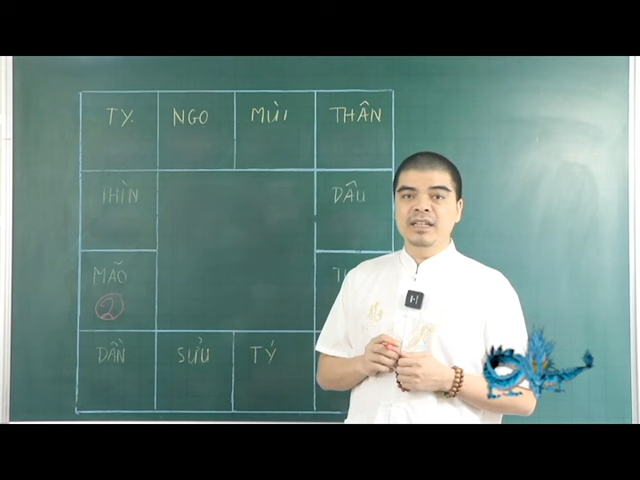 TỴ NGO MÙI THÂN
THÌN DẬU
MÃO
2
DẦN SỬU TÝ